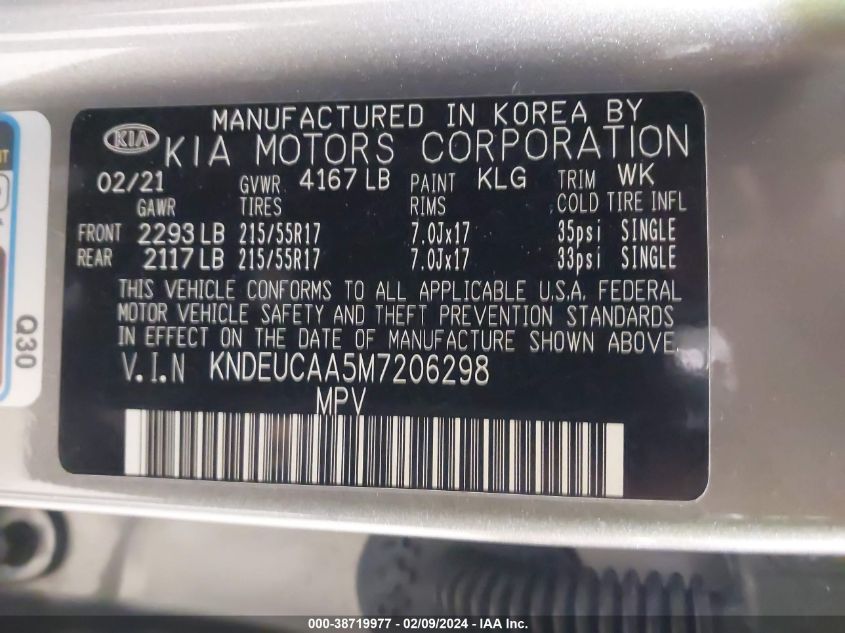 MANUFACTURED IN KOREA BY
KIA KIA MOTORS CORPORATION
02/21 GVWR 4167 LB PAINT KLG TRIM WK
GAWR TIRES RIMS COLD TIRE INFL
FRONT 2293 LB 215/55R17 7.0Jx17 35psi SINGLE
REAR 2117 LB 215/55R17 7.0Jx17 33psi SINGLE
THIS VEHICLE CONFORMS TO ALL APPLICABLE U.S.A. FEDERAL
MOTOR VEHICLE SAFETY AND THEFT PREVENTION STANDARDS
IN EFFECT ON THE DATE OF MANUFACTURE SHOWN ABOVE.
V.I.N KNDEUCAA5M7206298
MPV
Q30
000-38719977 - 02/09/2024 - IAAI.com